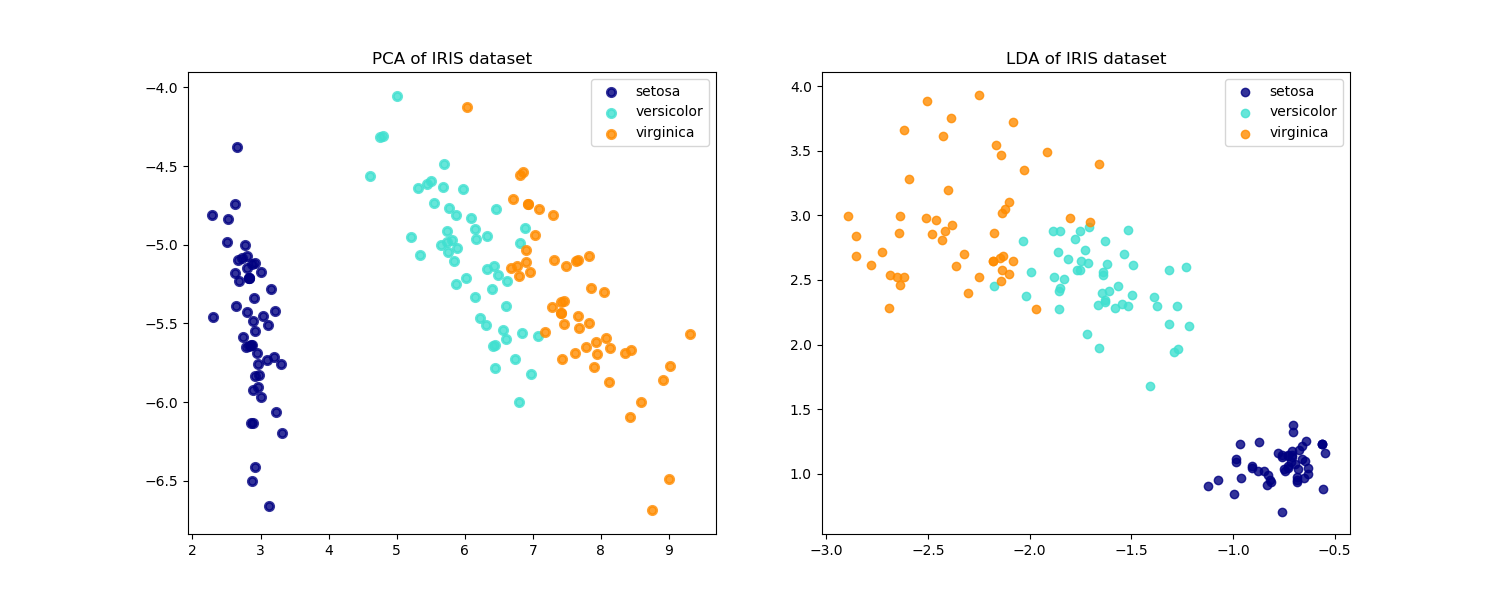 PCA of IRIS dataset
−4.0
−4.5
−5.0
−5.5
−6.0
−6.5
2 3 4 5 6 7 8 9
setosa
versicolor
virginica
LDA of IRIS dataset
4.0
3.5
3.0
2.5
2.0
1.5
1.0
−3.0 −2.5 −2.0 −1.5 −1.0 −0.5
setosa
versicolor
virginica